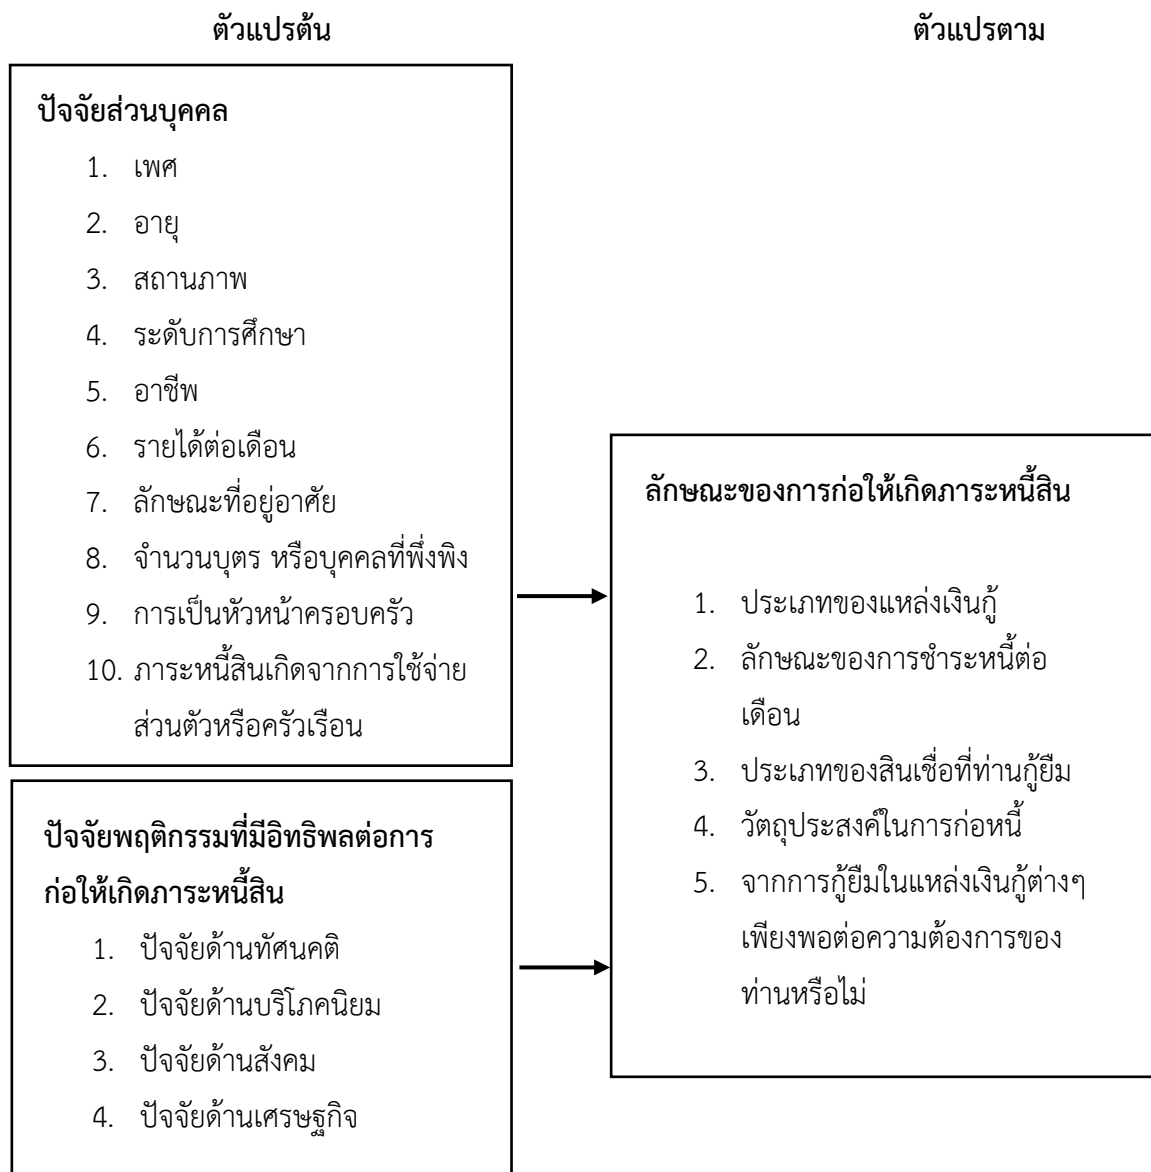 ตัวแปรต้น
ตัวแปรตาม
ปัจจัยส่วนบุคคล
1. เพศ
2. อายุ
3. สถานภาพ
4. ระดับการศึกษา
5. อาชีพ
6. รายได้ต่อเดือน
7. ลักษณะที่อยู่อาศัย
8. จำนวนบุตร หรือบุคคลที่พึ่งพิง
9. การเป็นหัวหน้าครอบครัว
10. ภาระหนี้สินเกิดจากการใช้จ่าย
ส่วนตัวหรือครัวเรือน
ปัจจัยพฤติกรรมที่มีอิทธิพลต่อการ
ก่อให้เกิดภาระหนี้สิน
1. ปัจจัยด้านทัศนคติ
2. ปัจจัยด้านบริโภคนิยม
3. ปัจจัยด้านสังคม
4. ปัจจัยด้านเศรษฐกิจ
ลักษณะของการก่อให้เกิดภาระหนี้สิน
1. ประเภทของแหล่งเงินกู้
2. ลักษณะของการชำระหนี้ต่อ
เดือน
3. ประเภทของสินเชื่อที่ท่านกู้ยืม
4. วัตถุประสงค์ในการก่อหนี้
5. จากการกู้ยืมในแหล่งเงินกู้ต่างๆ
เพียงพอต่อความต้องการของ
ท่านหรือไม่